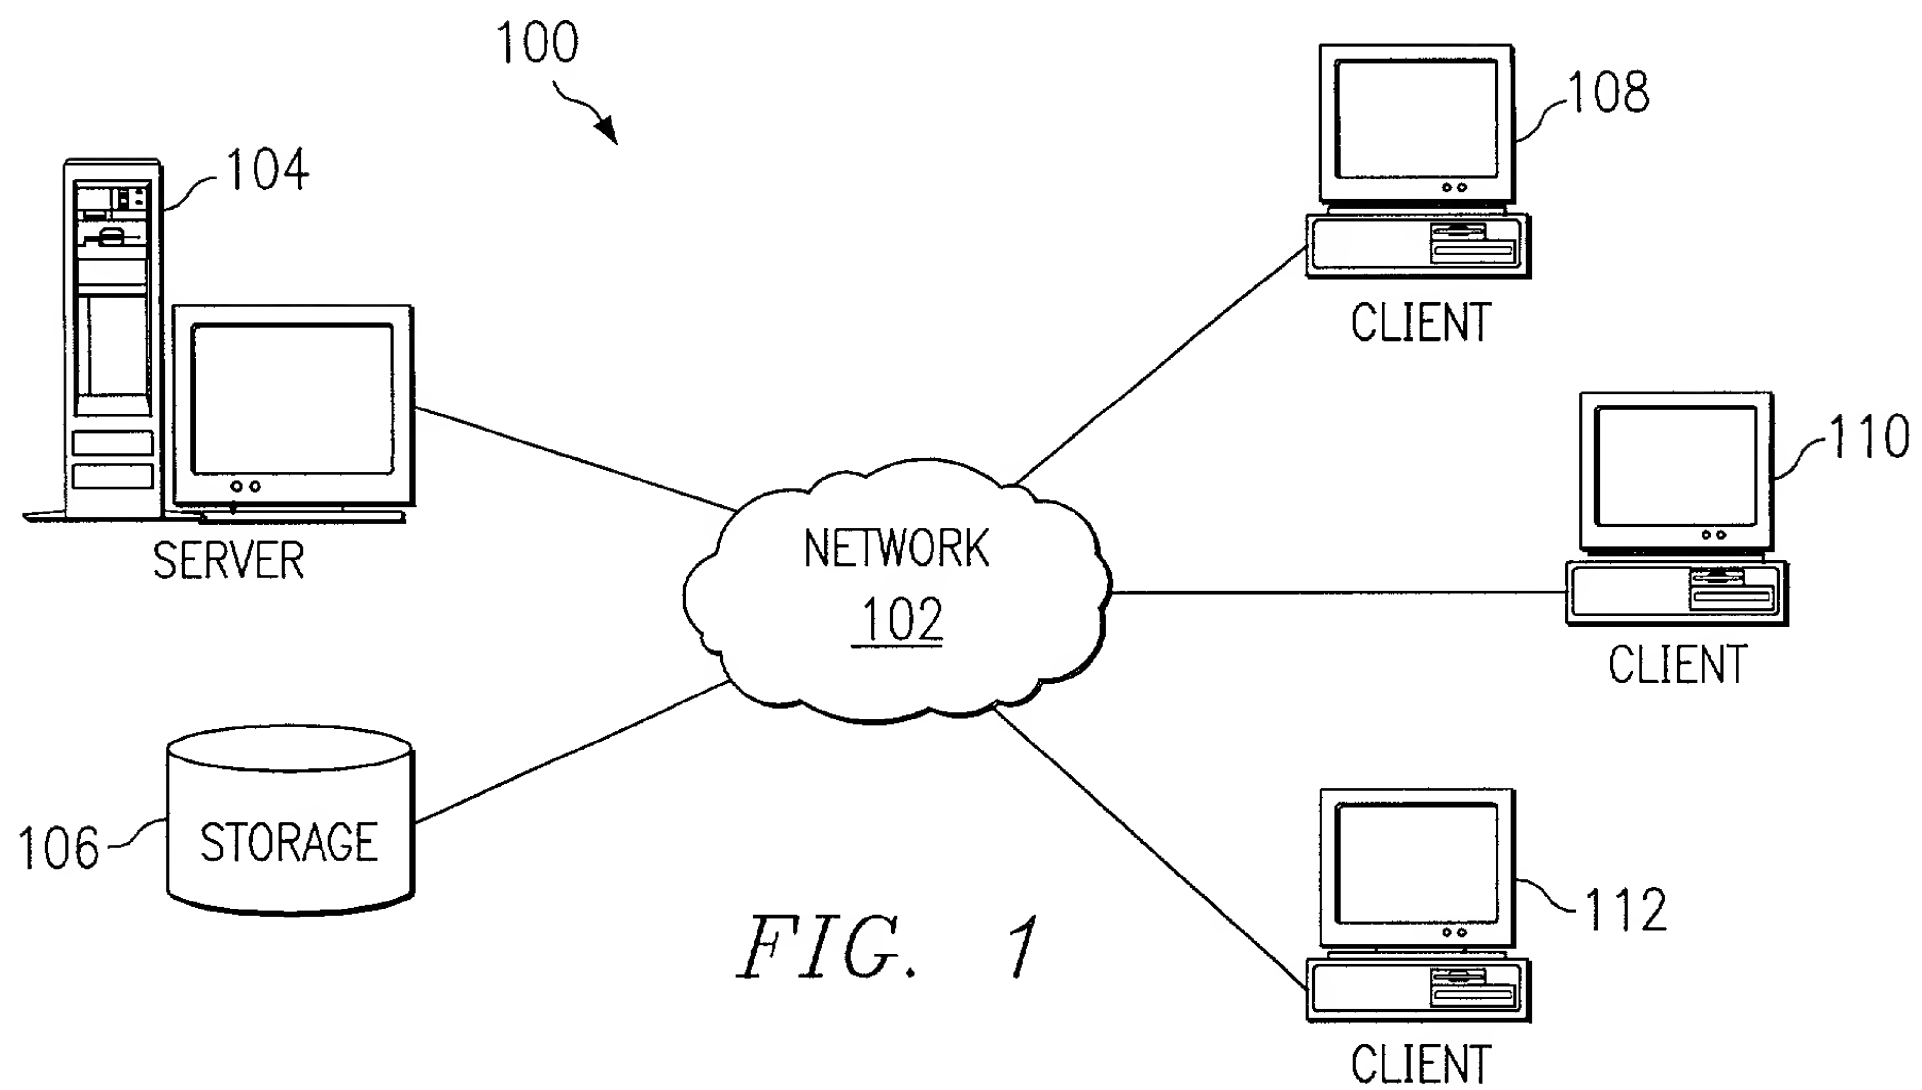 100
108
104
CLIENT
110
SERVER
NETWORK
102
CLIENT
106
STORAGE
112
FIG. 1
CLIENT